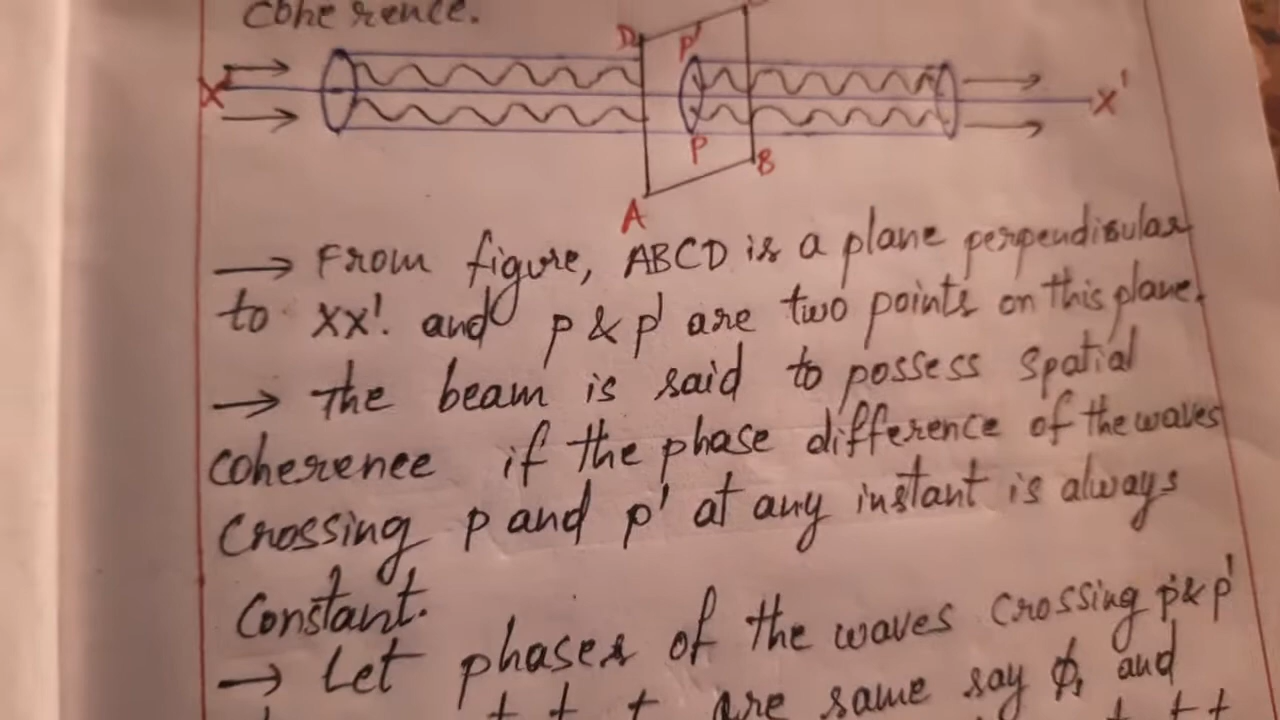 coherence.
D P'
X X'
P B
A
→ From figure, ABCD is a plane perpendicular
to XX'. and P & P' are two points on this plane.
→ The beam is said to possess spatial
coherence if the phase difference of the waves
crossing P and P' at any instant is always
constant.
→ Let phases of the waves crossing P & P'
are same say ϕ, and